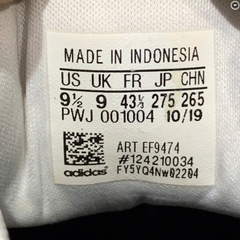 MADE IN INDONESIA
US UK FR JP CHN
9½ 9 43⅓ 275 265
PWJ 001004 10/19
ART EF9474
#124210034
adidas FY5YQ4Nw02204